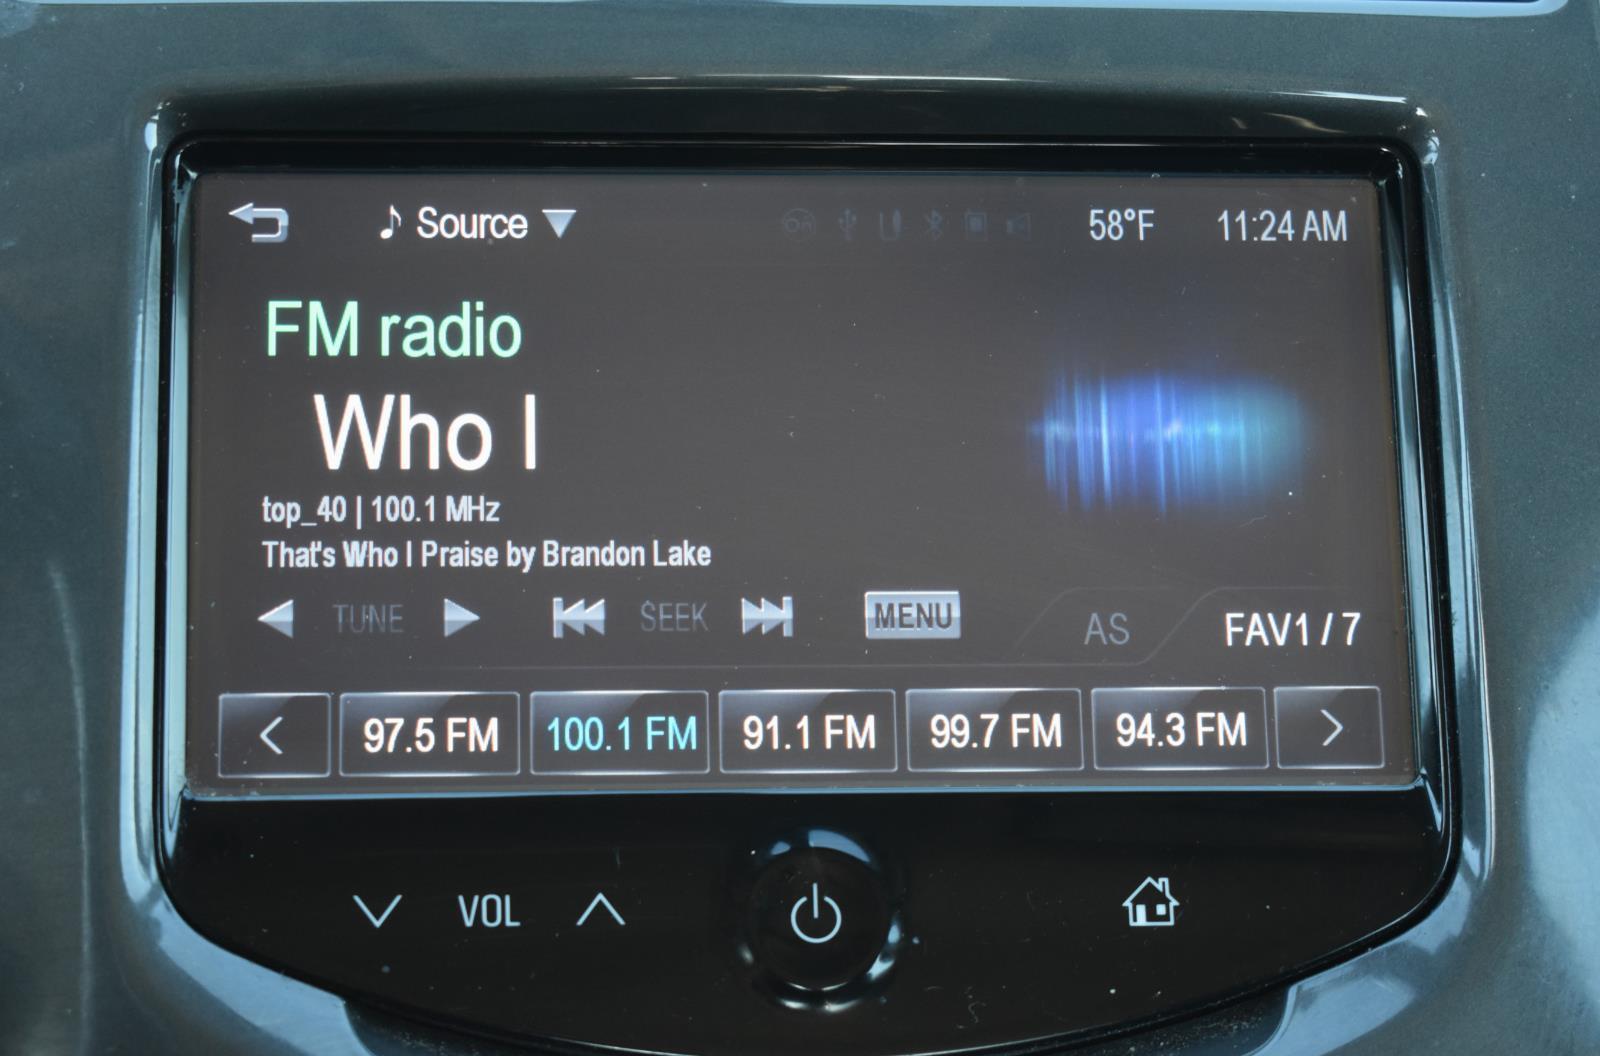 Source 58°F 11:24 AM
FM radio
Who I
top_40 | 100.1 MHz
That's Who I Praise by Brandon Lake
TUNE SEEK MENU AS FAV1 / 7
< 97.5 FM 100.1 FM 91.1 FM 99.7 FM 94.3 FM >
VOL